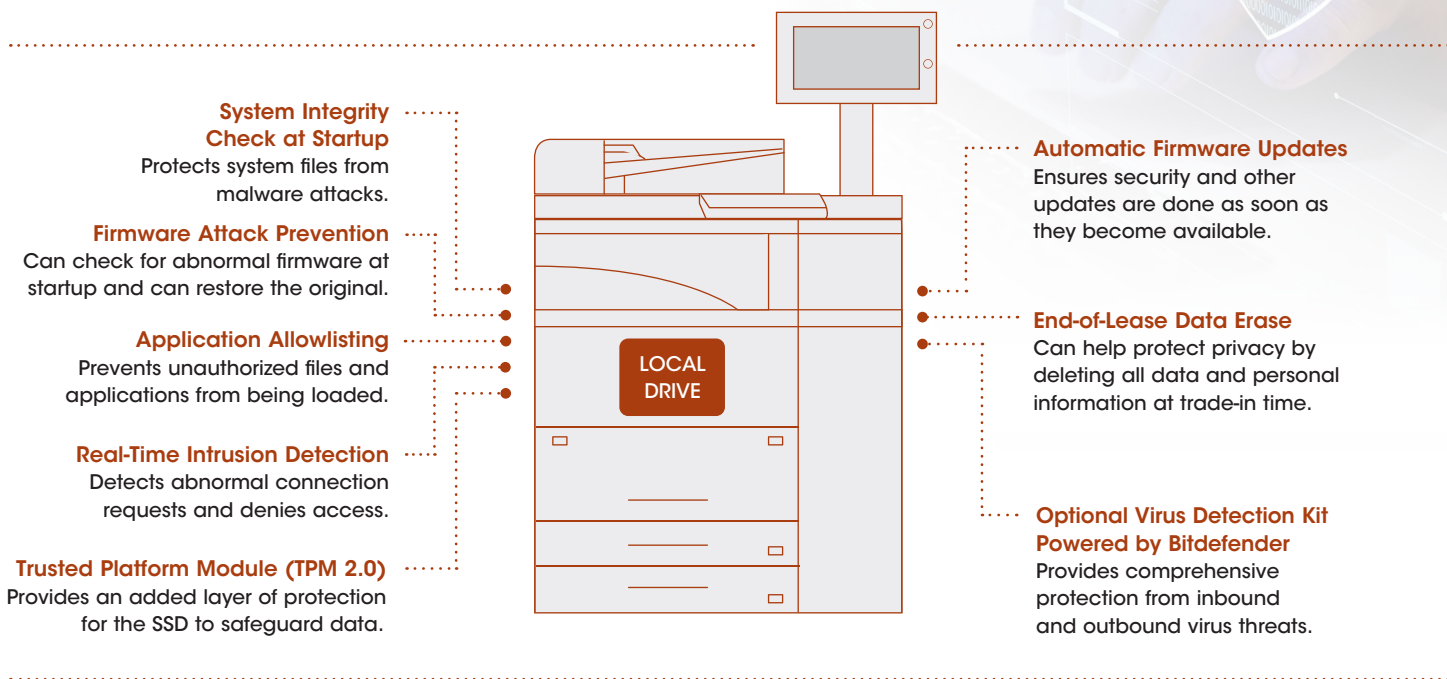 System Integrity
Check at Startup
Protects system files from
malware attacks.
Firmware Attack Prevention
Can check for abnormal firmware at
startup and can restore the original.
Application Allowlisting
Prevents unauthorized files and
applications from being loaded.
Real-Time Intrusion Detection
Detects abnormal connection
requests and denies access.
Trusted Platform Module (TPM 2.0)
Provides an added layer of protection
for the SSD to safeguard data.
LOCAL
DRIVE
Automatic Firmware Updates
Ensures security and other
updates are done as soon as
they become available.
End-of-Lease Data Erase
Can help protect privacy by
deleting all data and personal
information at trade-in time.
Optional Virus Detection Kit
Powered by Bitdefender
Provides comprehensive
protection from inbound
and outbound virus threats.